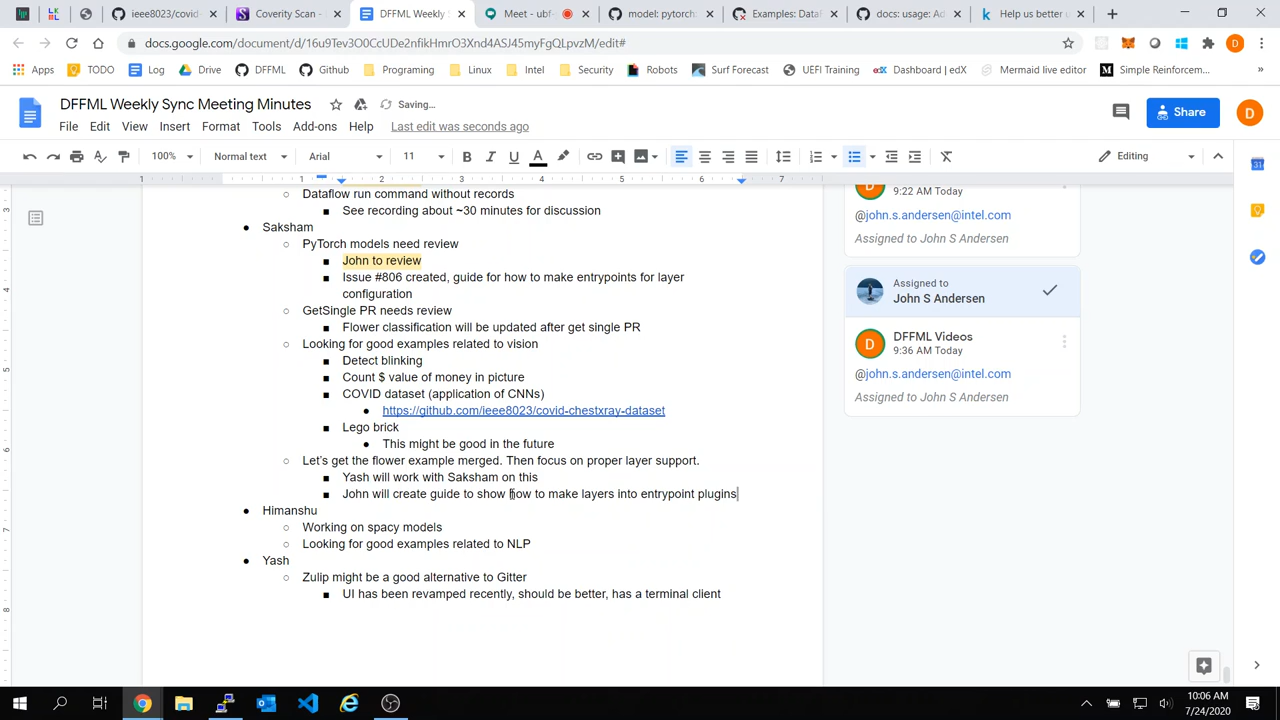 ieee8023/covid-
Coverity Scan -
DFFML Weekly S
Meet - ubf-
model: pytorch
Examples: Data
docs: usage: Au
Help us better u
docs.google.com/document/d/16u9Tev3O0CcUDe2nfikHmrO3Xnd4ASJ45myFgQLpvzM/edit#
Apps TODO Log Drive DFFML Github Programing Linux Intel Security Robots Surf Forecast UEFI Training Dashboard | edX Mermaid live editor Simple Reinforcem...
DFFML Weekly Sync Meeting Minutes
Saving...
File Edit View Insert Format Tools Add-ons Help Last edit was seconds ago
Share
100% Normal text Arial 11 Editing
1 1 2 3 4 5 6 7
Dataflow run command without records
See recording about ~30 minutes for discussion
Saksham
PyTorch models need review
John to review
Issue #806 created, guide for how to make entrypoints for layer
configuration
GetSingle PR needs review
Flower classification will be updated after get single PR
Looking for good examples related to vision
Detect blinking
Count $ value of money in picture
COVID dataset (application of CNNs)
https://github.com/ieee8023/covid-chestxray-dataset
Lego brick
This might be good in the future
Let's get the flower example merged. Then focus on proper layer support.
Yash will work with Saksham on this
John will create guide to show how to make layers into entrypoint plugins
Himanshu
Working on spacy models
Looking for good examples related to NLP
Yash
Zulip might be a good alternative to Gitter
UI has been revamped recently, should be better, has a terminal client
9:22 AM Today
@john.s.andersen@intel.com
Assigned to John S Andersen
Assigned to
John S Andersen
DFFML Videos
9:36 AM Today
@john.s.andersen@intel.com
Assigned to John S Andersen
10:06 AM
7/24/2020